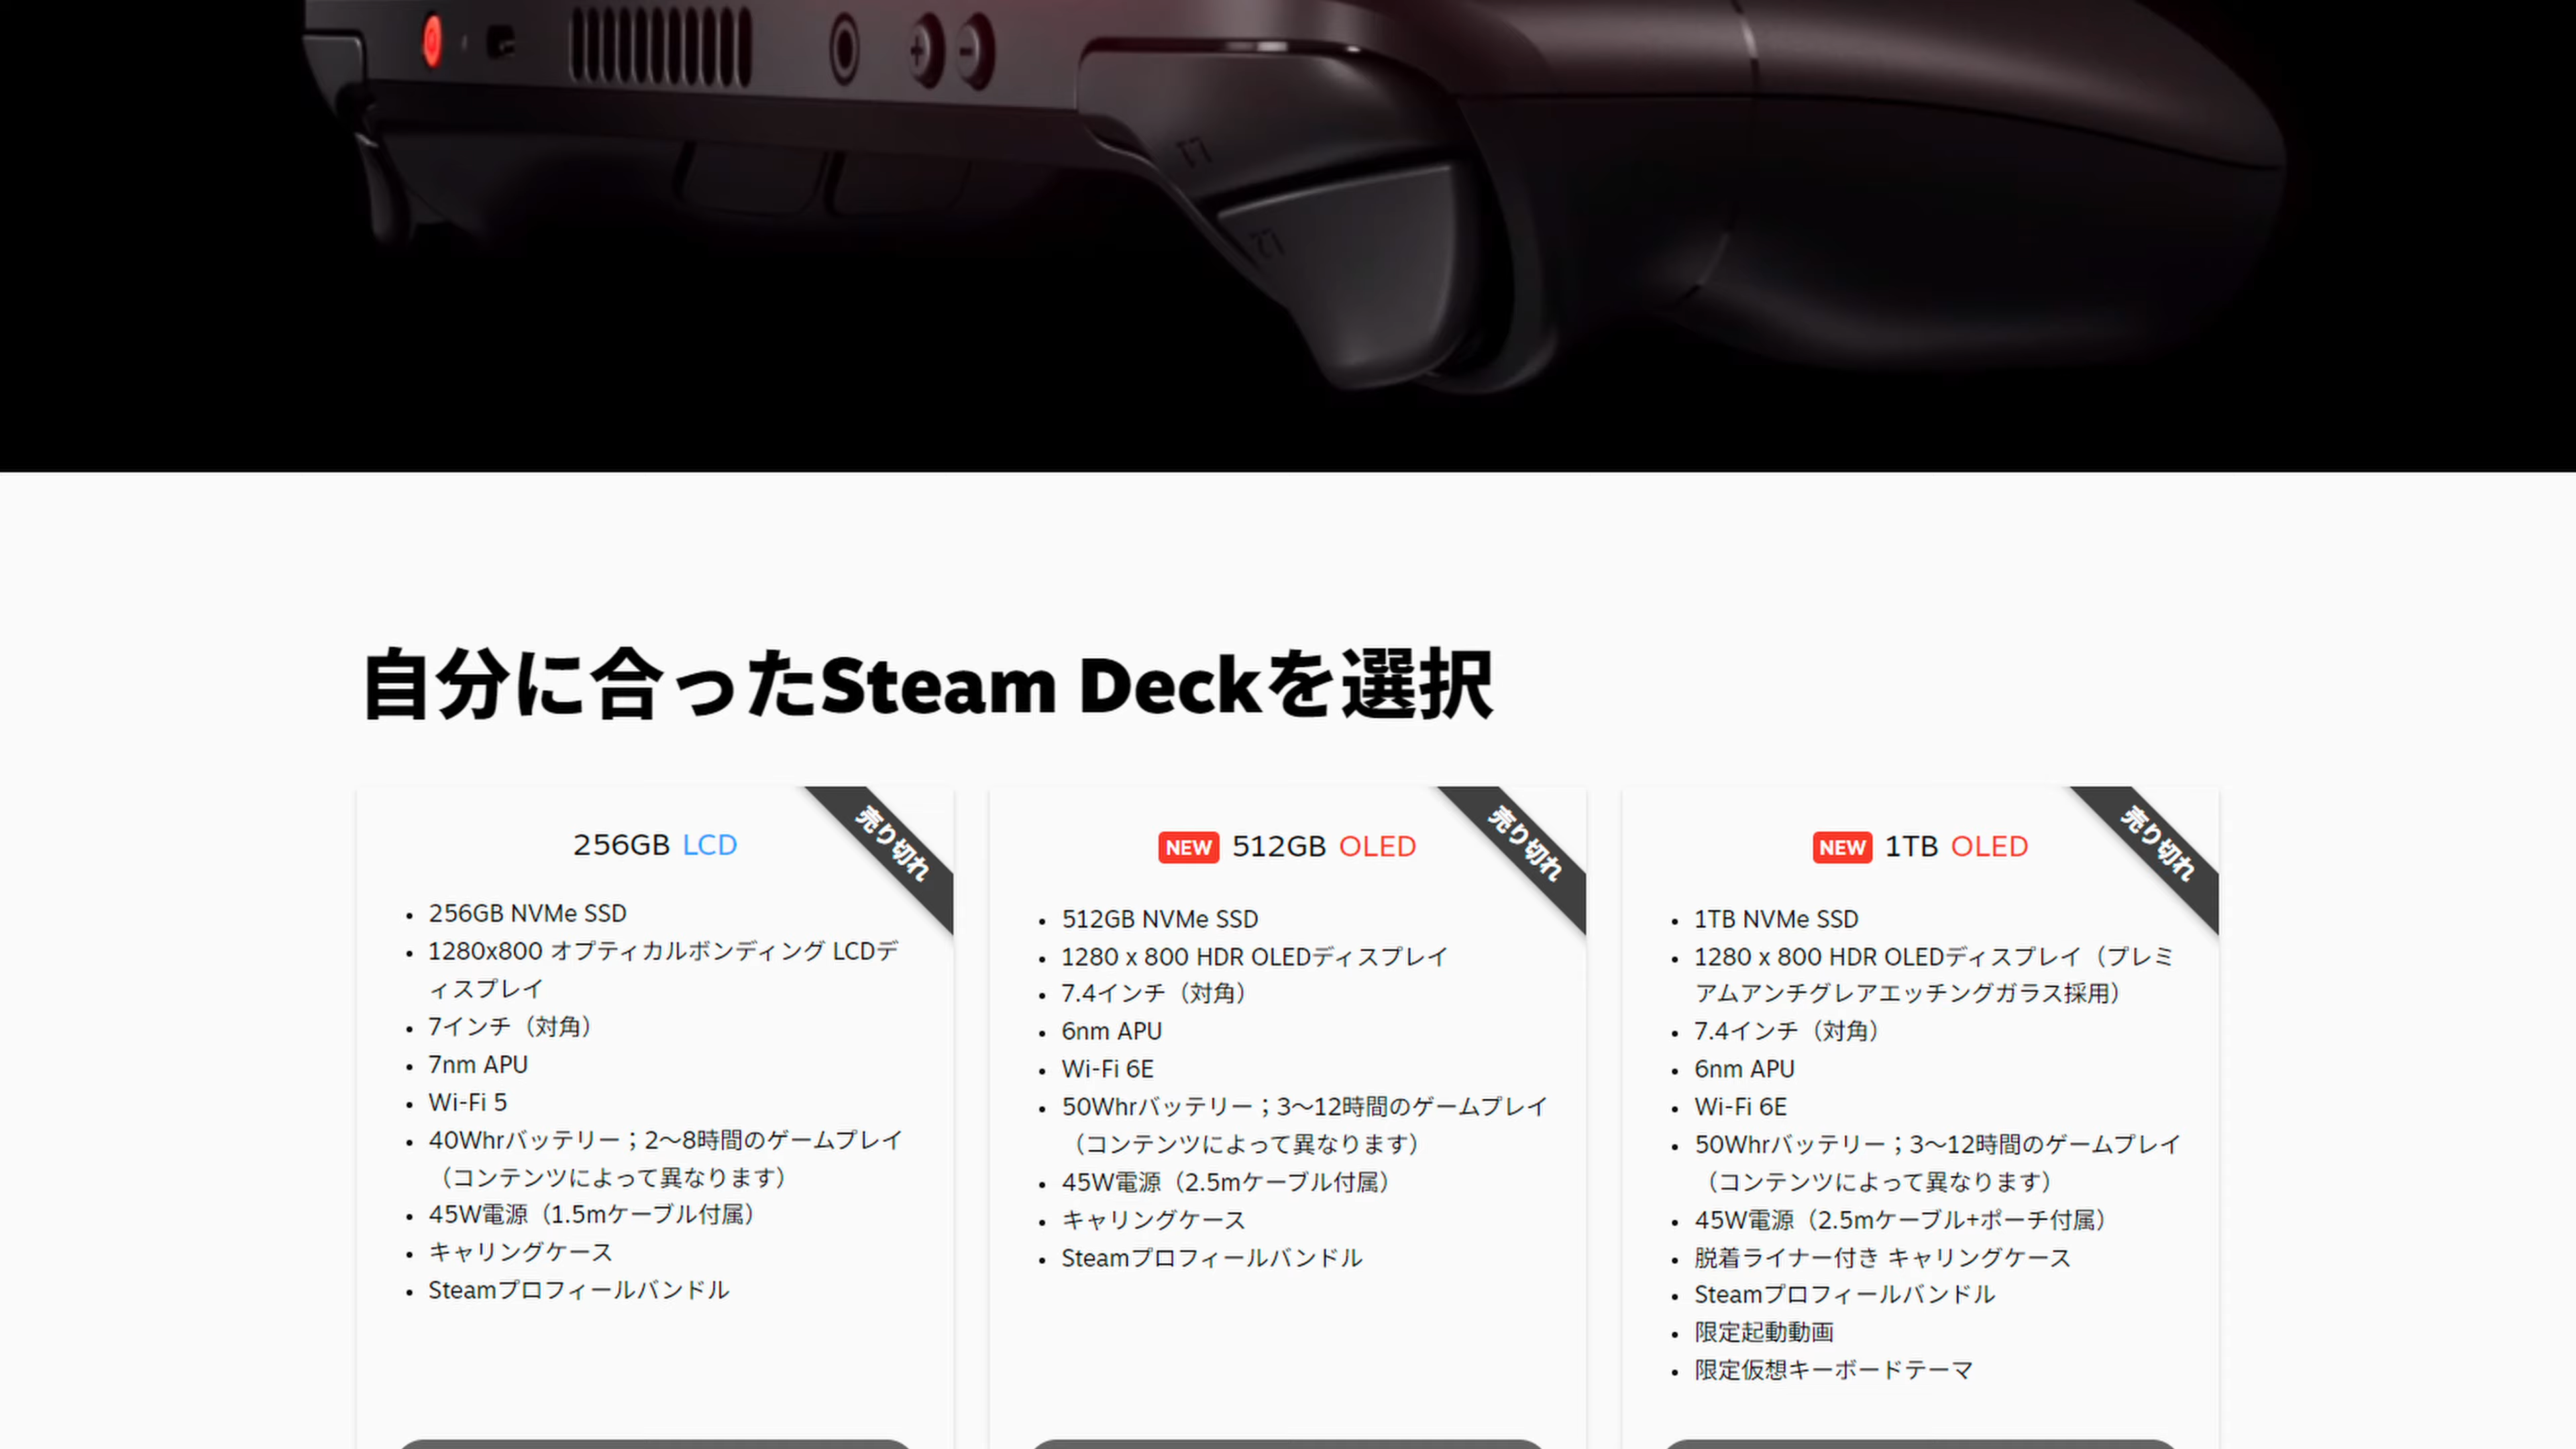 L1
L2
自分に合ったSteam Deckを選択
売り切れ
256GB LCD
256GB NVMe SSD
1280x800 オプティカルボンディング LCDデ
ィスプレイ
7インチ（対角）
7nm APU
Wi-Fi 5
40Whrバッテリー；2～8時間のゲームプレイ
（コンテンツによって異なります）
45W電源（1.5mケーブル付属）
キャリングケース
Steamプロフィールバンドル
売り切れ
NEW 512GB OLED
512GB NVMe SSD
1280 x 800 HDR OLEDディスプレイ
7.4インチ（対角）
6nm APU
Wi-Fi 6E
50Whrバッテリー；3～12時間のゲームプレイ
（コンテンツによって異なります）
45W電源（2.5mケーブル付属）
キャリングケース
Steamプロフィールバンドル
売り切れ
NEW 1TB OLED
1TB NVMe SSD
1280 x 800 HDR OLEDディスプレイ（プレミ
アムアンチグレアエッチングガラス採用）
7.4インチ（対角）
6nm APU
Wi-Fi 6E
50Whrバッテリー；3～12時間のゲームプレイ
（コンテンツによって異なります）
45W電源（2.5mケーブル+ポーチ付属）
脱着ライナー付き キャリングケース
Steamプロフィールバンドル
限定起動動画
限定仮想キーボードテーマ